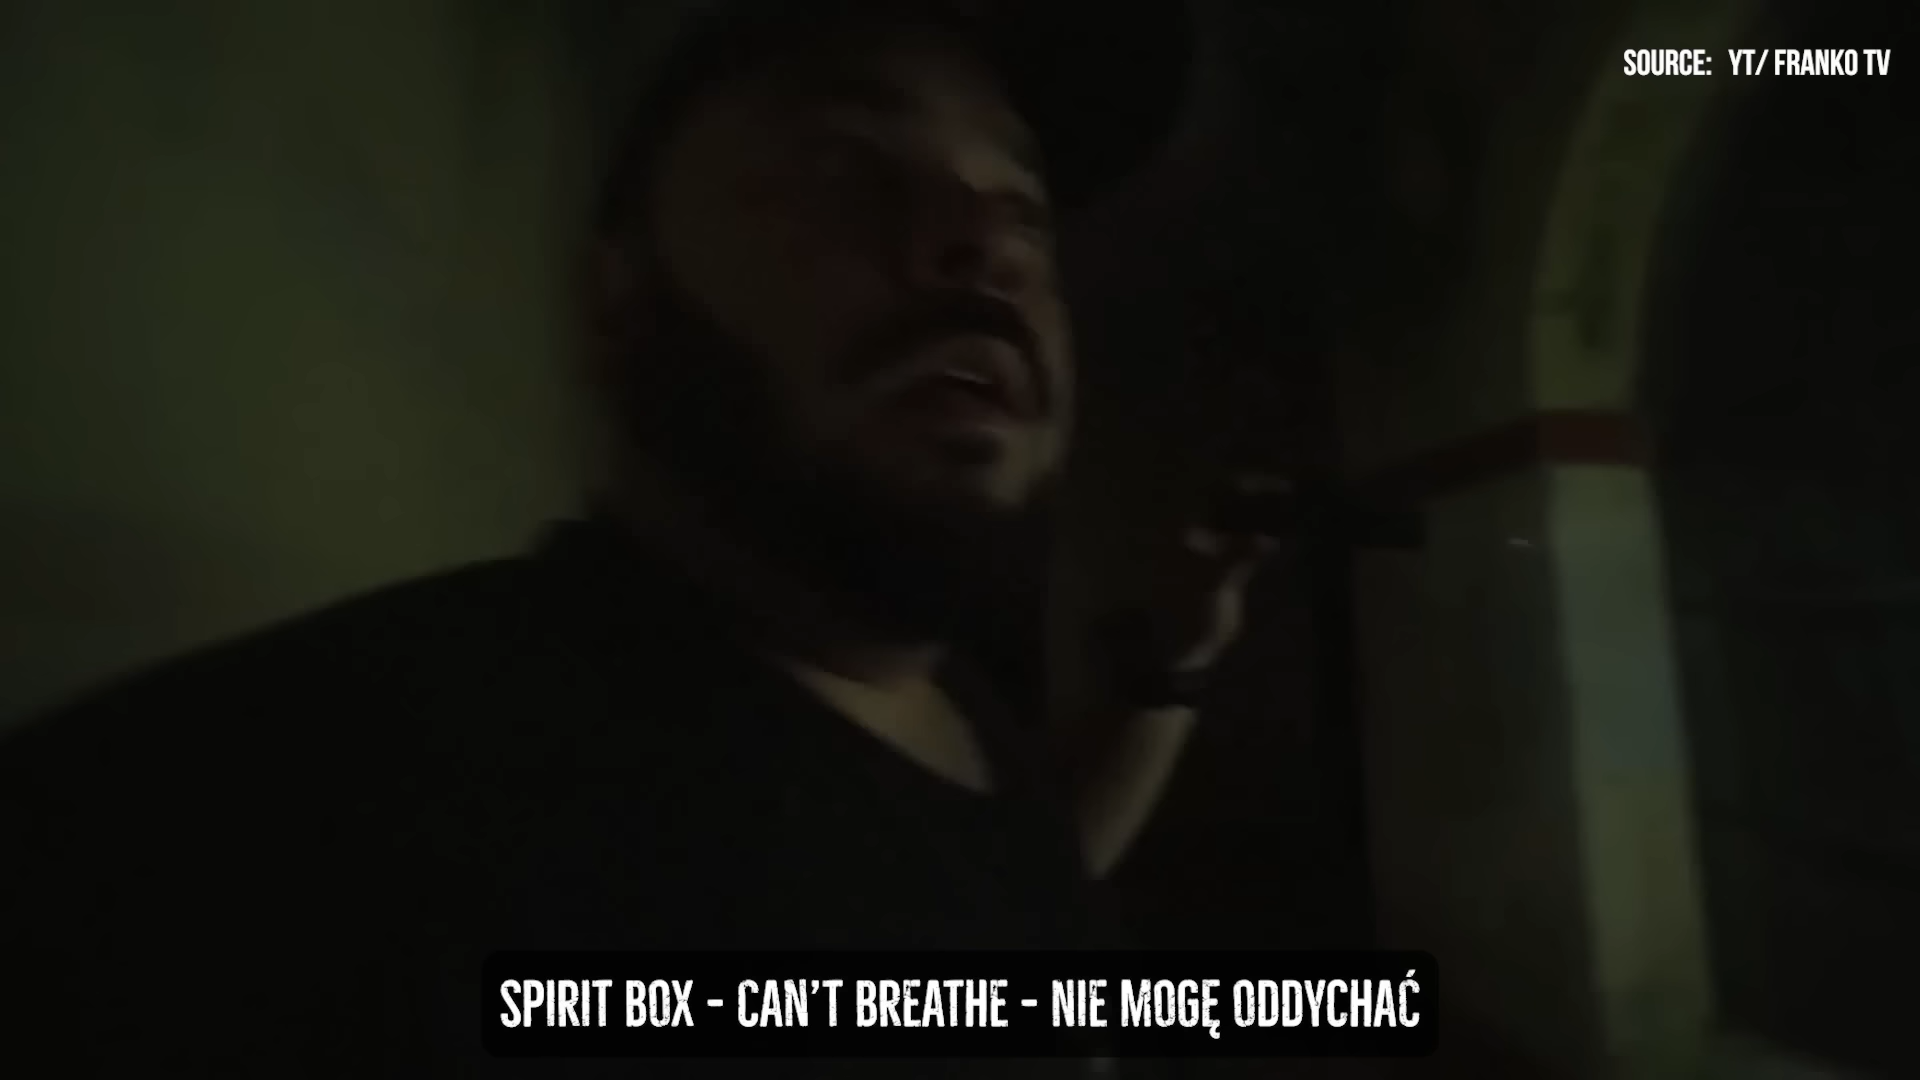 SOURCE: YT/ FRANKO TV
SPIRIT BOX - CAN'T BREATHE - NIE MOGĘ ODDYCHAĆ